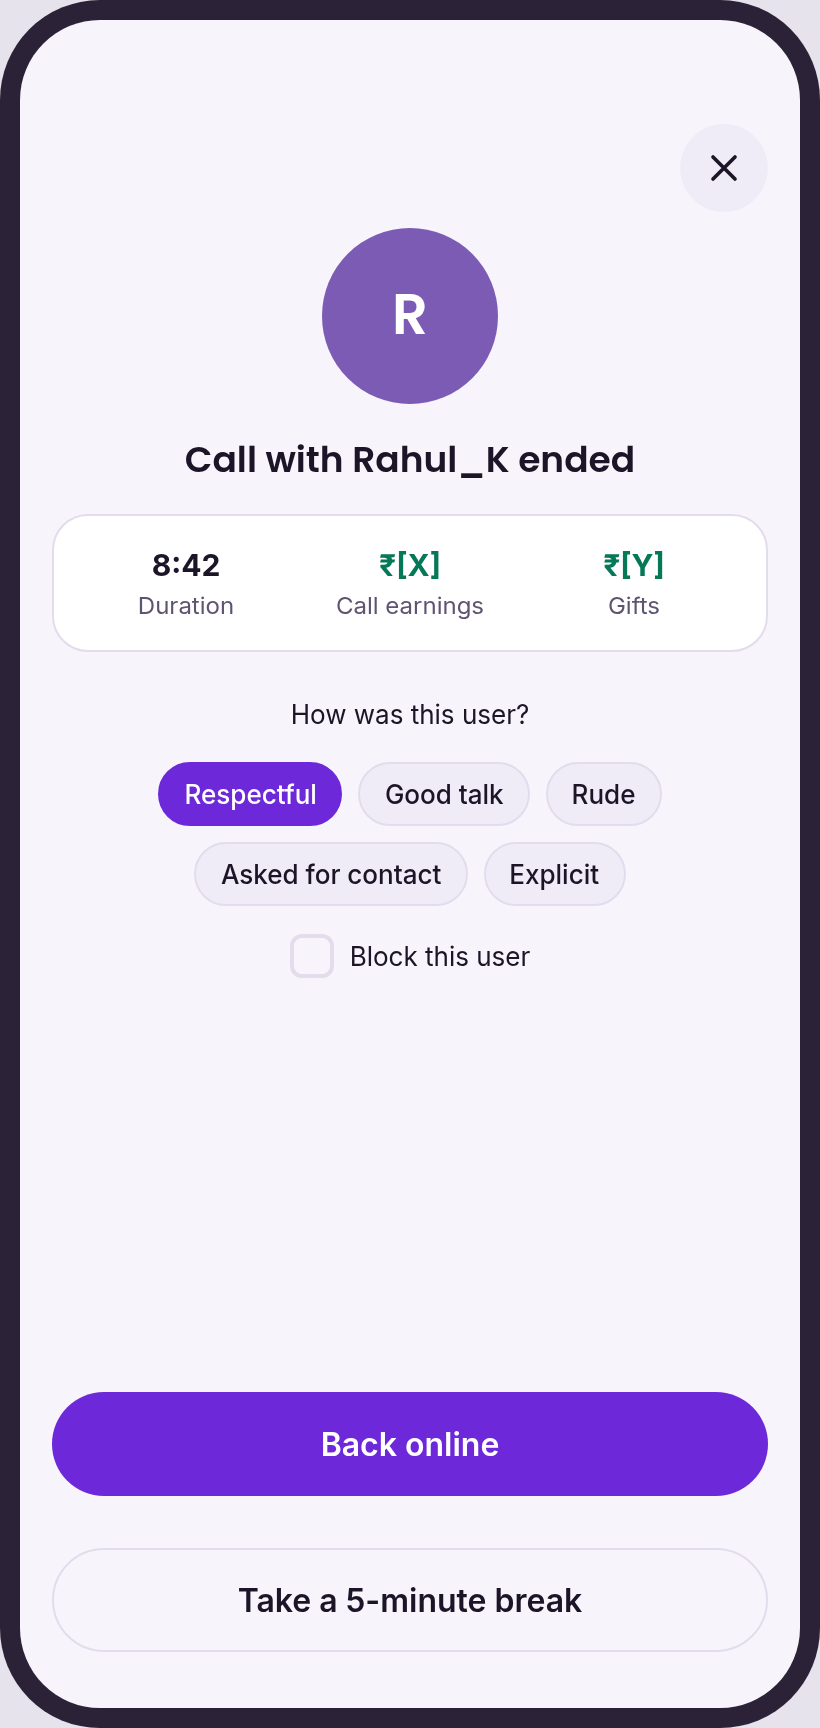 R
Call with Rahul_K ended
8:42 ₹[X] ₹[Y]
Duration Call earnings Gifts
How was this user?
Respectful Good talk Rude
Asked for contact Explicit
Block this user
Back online
Take a 5-minute break